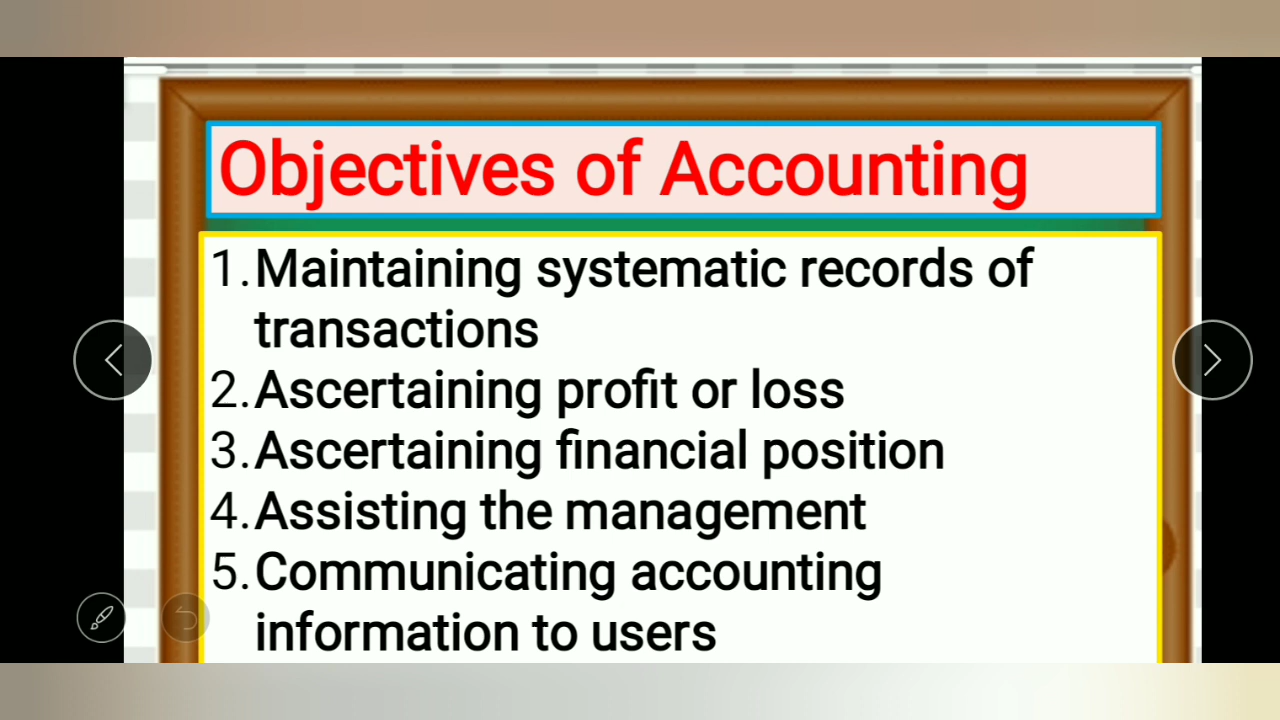 Objectives of Accounting
1.Maintaining systematic records of
transactions
2.Ascertaining profit or loss
3.Ascertaining financial position
4.Assisting the management
5.Communicating accounting
information to users